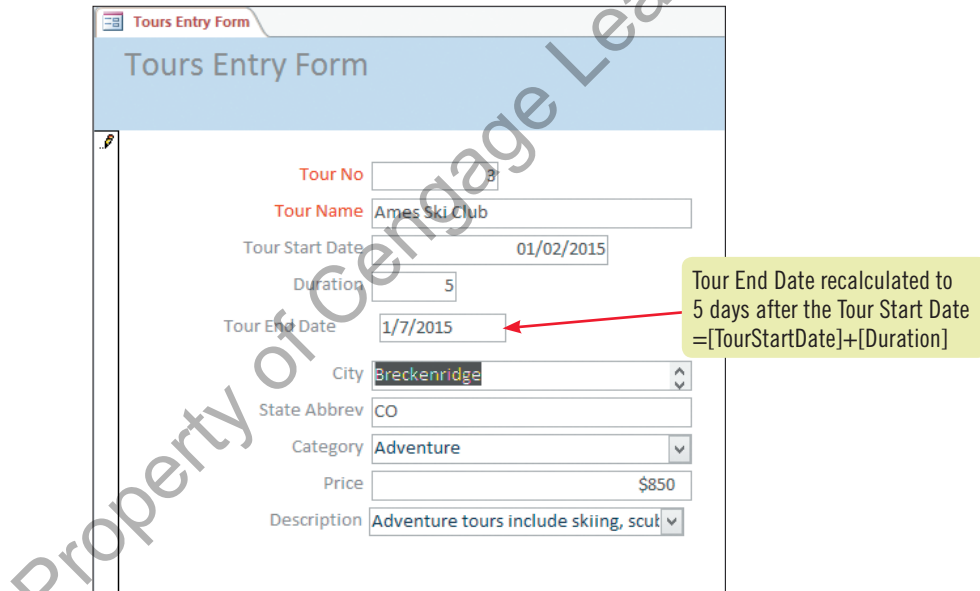 Tours Entry Form
Tours Entry Form
Tour No 3
Tour Name Ames Ski Club
Tour Start Date 01/02/2015
Duration 5
Tour End Date 1/7/2015
Tour End Date recalculated to
5 days after the Tour Start Date
=[TourStartDate]+[Duration]
City Breckenridge
State Abbrev CO
Category Adventure
Price $850
Description Adventure tours include skiing, scub
Property of Cengage Lea